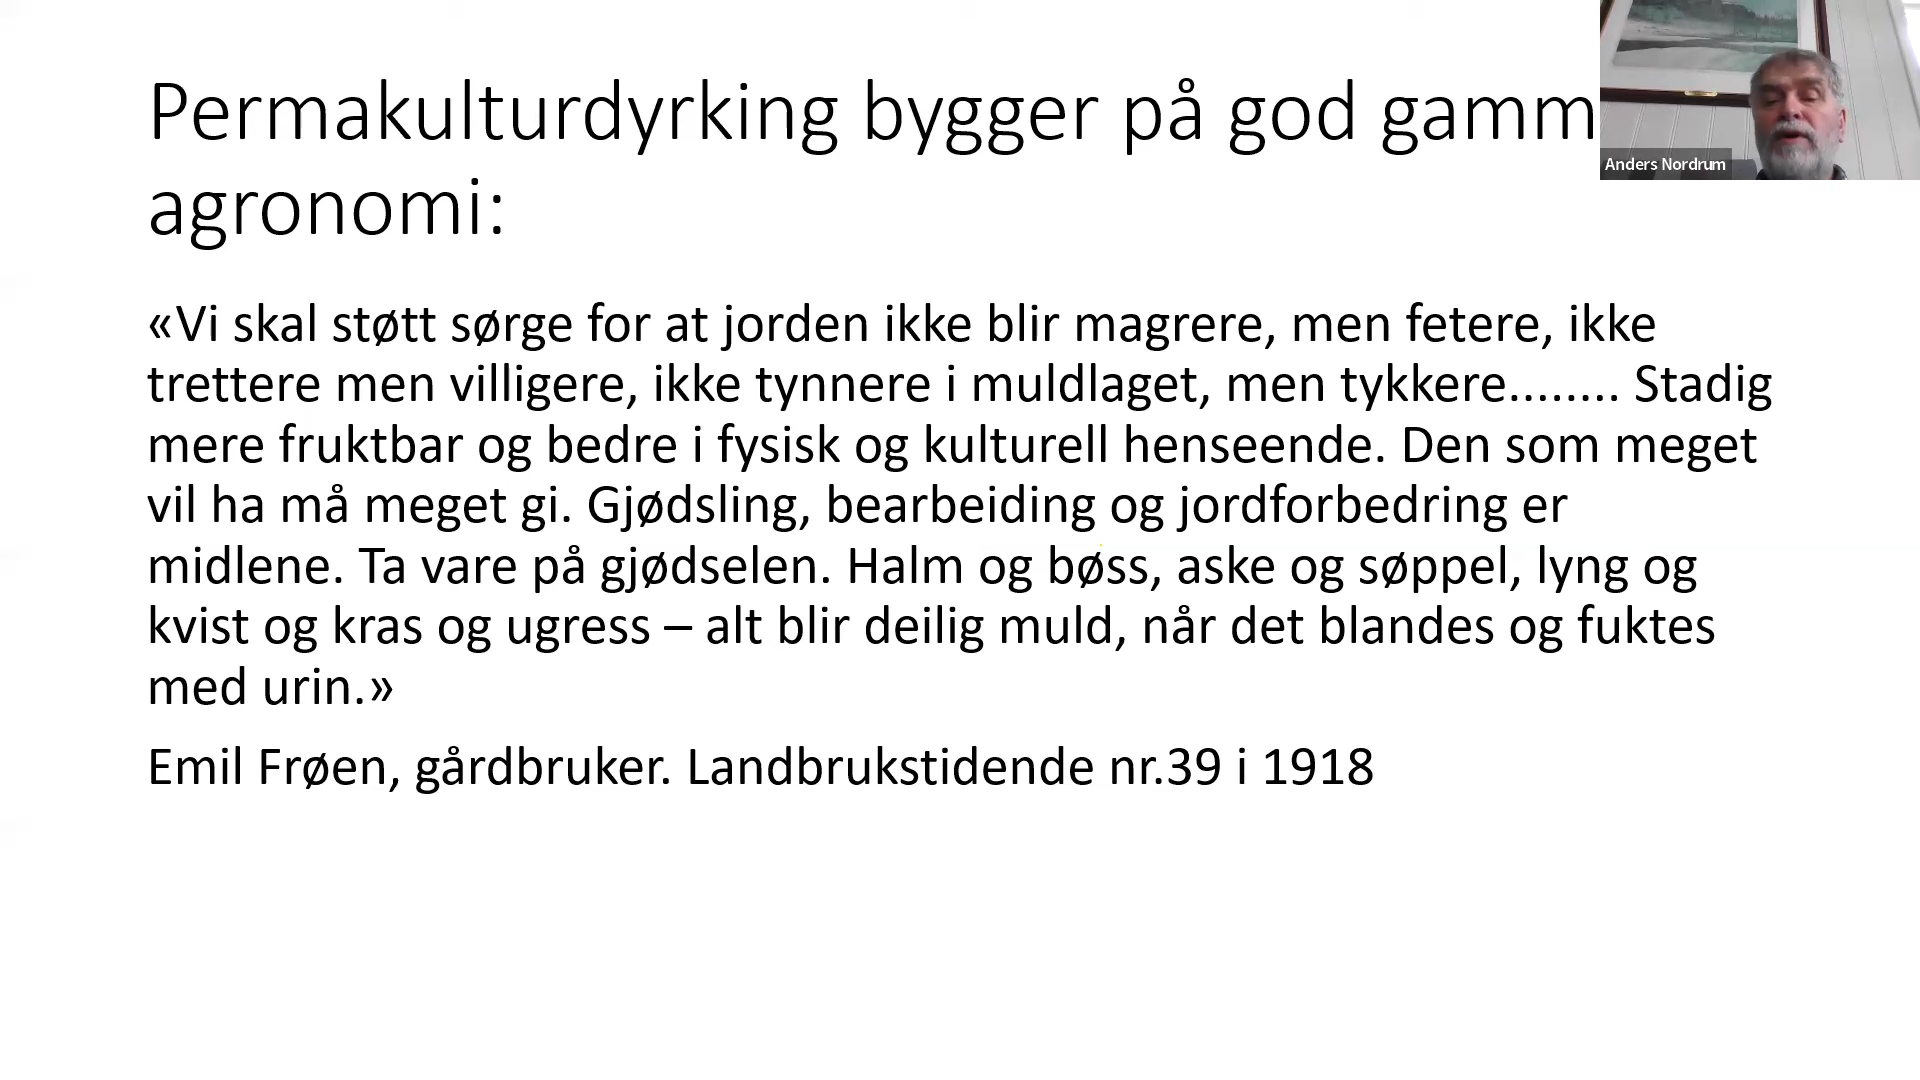 Permakulturdyrking bygger på god gamm
agronomi:
Anders Nordrum
«Vi skal støtt sørge for at jorden ikke blir magrere, men fetere, ikke
trettere men villigere, ikke tynnere i muldlaget, men tykkere........ Stadig
mere fruktbar og bedre i fysisk og kulturell henseende. Den som meget
vil ha må meget gi. Gjødsling, bearbeiding og jordforbedring er
midlene. Ta vare på gjødselen. Halm og bøss, aske og søppel, lyng og
kvist og kras og ugress – alt blir deilig muld, når det blandes og fuktes
med urin.»
Emil Frøen, gårdbruker. Landbrukstidende nr.39 i 1918